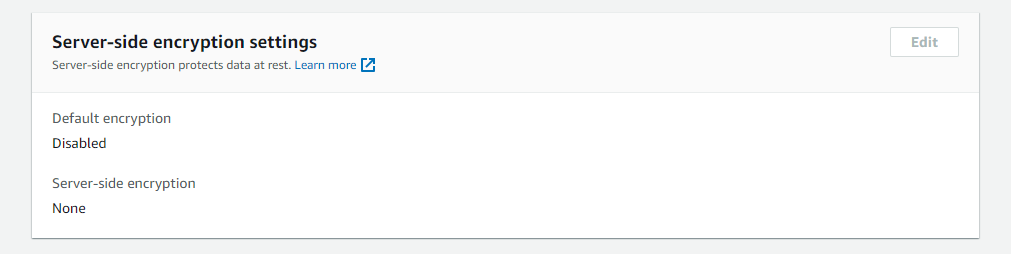 Server-side encryption settings
Edit
Server-side encryption protects data at rest. Learn more
Default encryption
Disabled
Server-side encryption
None